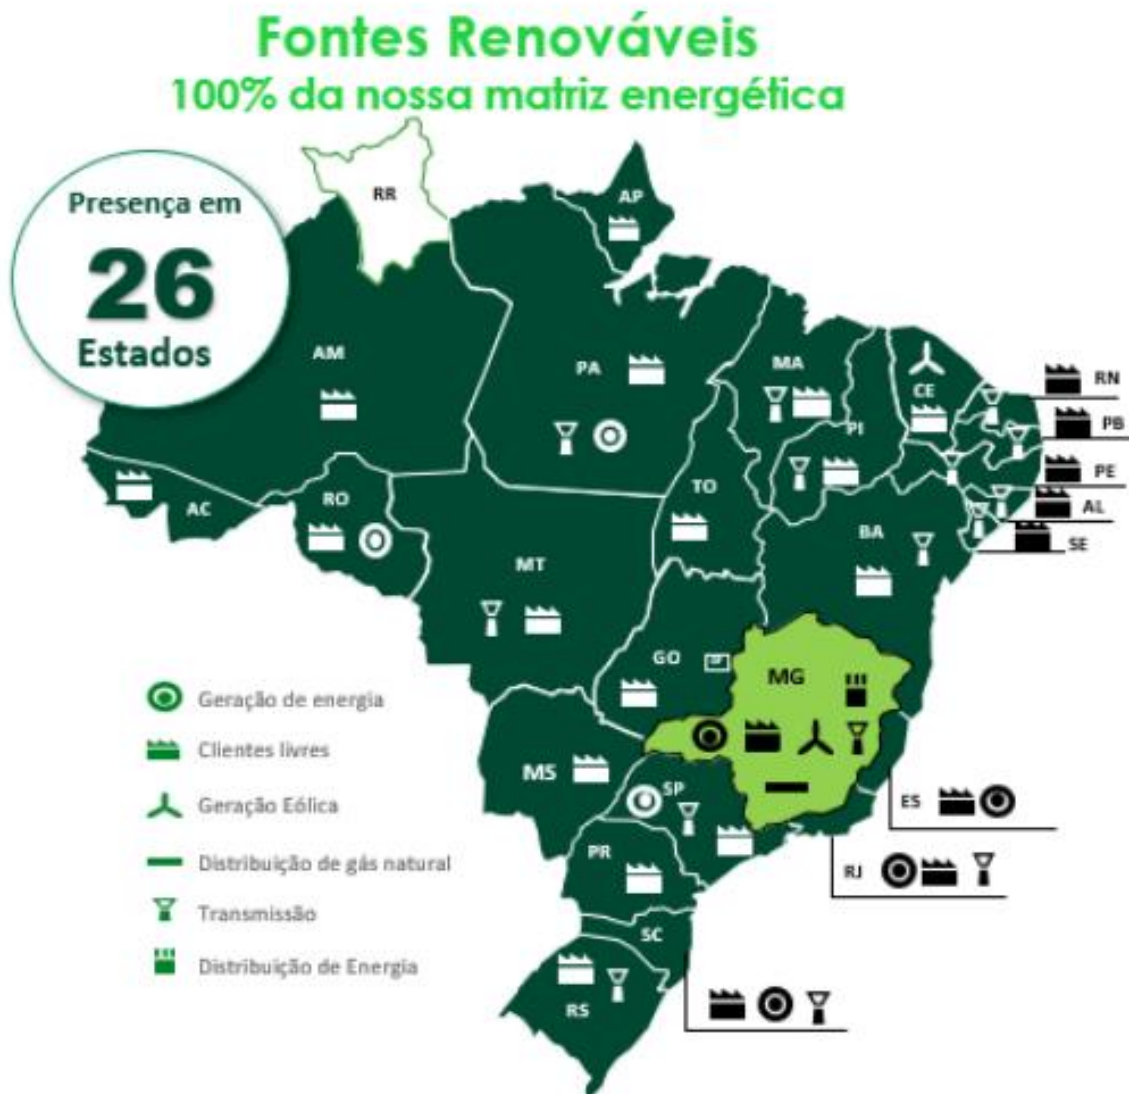 Fontes Renováveis
100% da nossa matriz energética
Presença em
26
Estados
RR
AP
AM
PA
MA
CE
RN
PB
PI
PE
AL
SE
TO
AC
RO
BA
MT
GO
DF
MG
MS
SP
ES
RJ
PR
SC
RS
Geração de energia
Clientes livres
Geração Eólica
Distribuição de gás natural
Transmissão
Distribuição de Energia